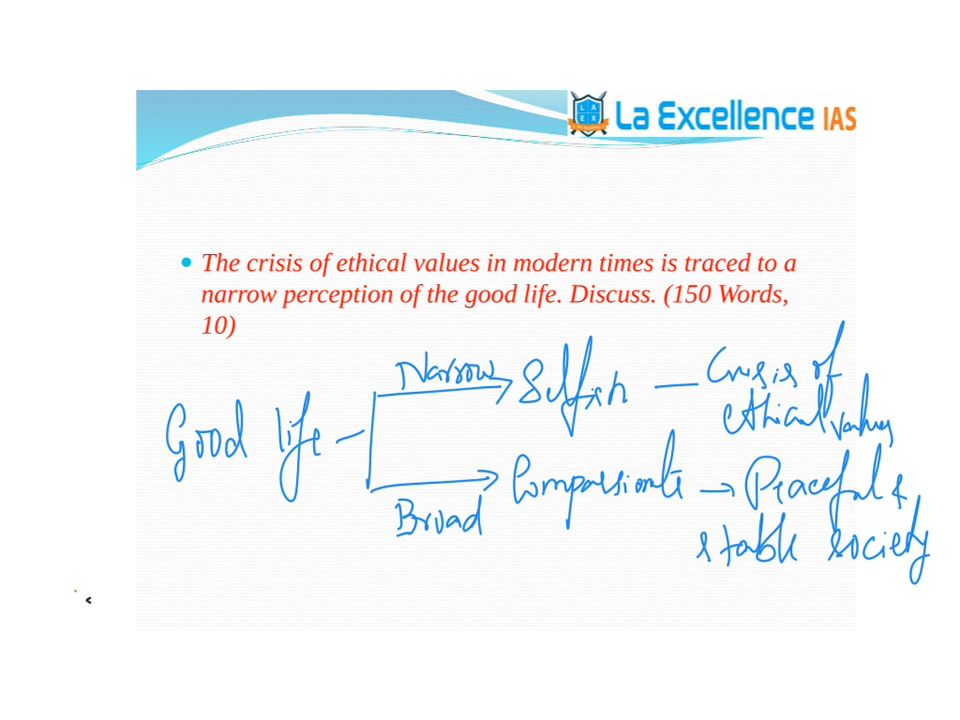 La Excellence IAS
• The crisis of ethical values in modern times is traced to a
narrow perception of the good life. Discuss. (150 Words,
10)
Good life
Narrow Selfish — Crisis of
ethical values
Broad Compassionate → Peaceful &
stable society